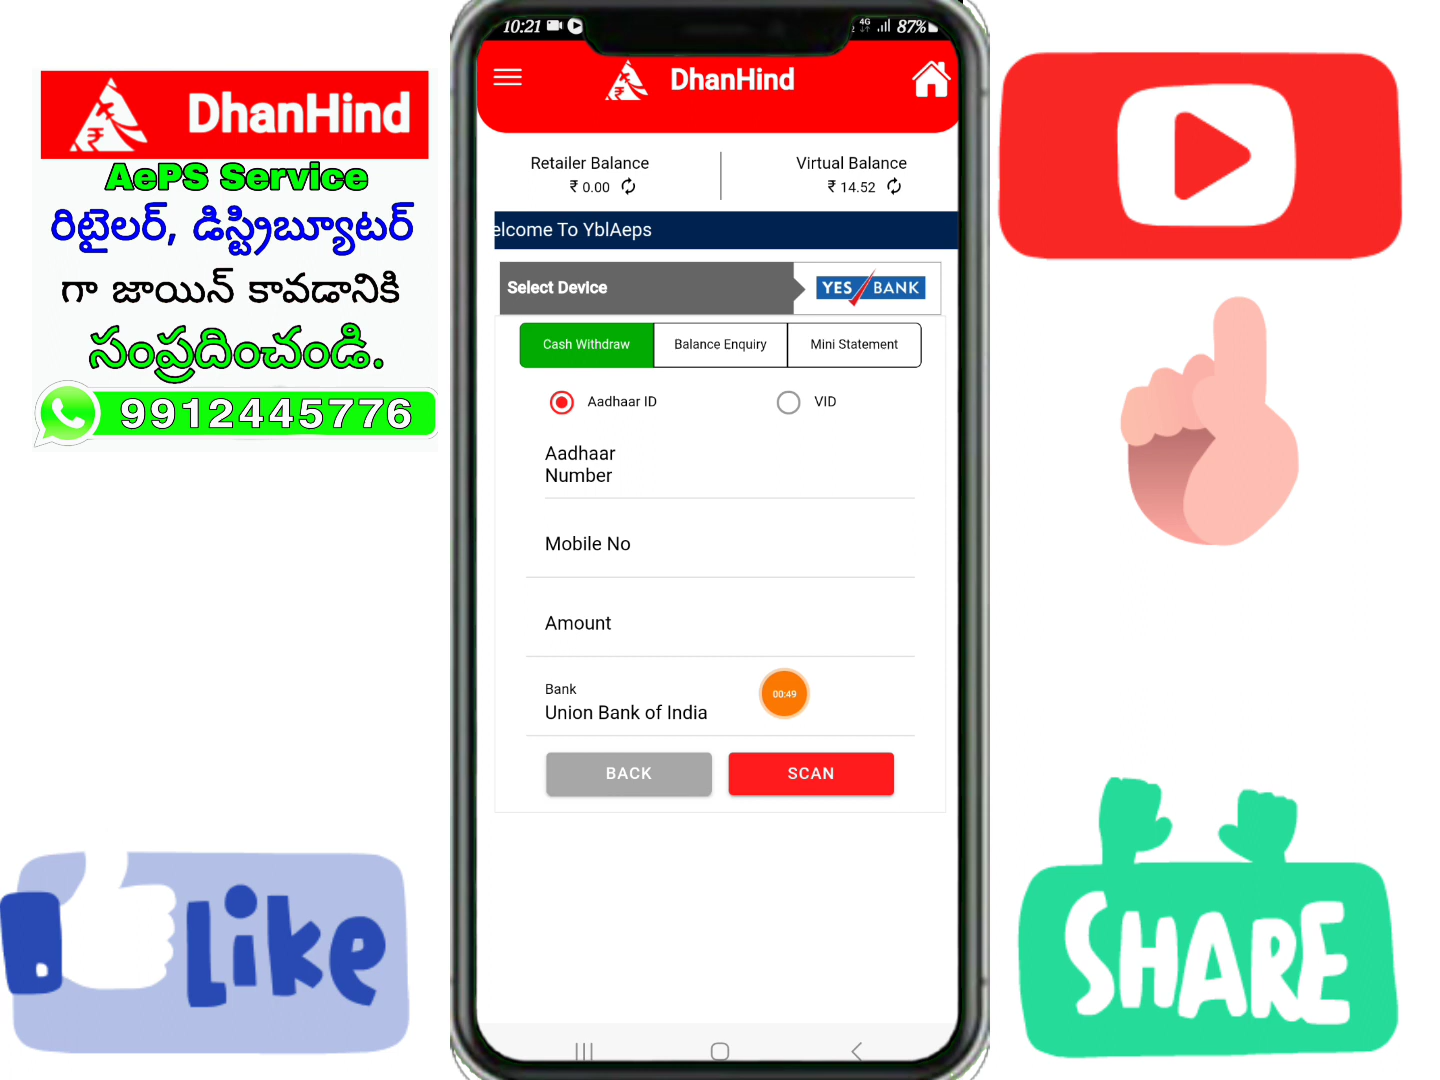 DhanHind
AePS Service
రిటైలర్, డిస్ట్రిబ్యూటర్
గా జాయిన్ కావడానికి
సంప్రదించండి.
9912445776
10:21
4G
87%
DhanHind
Retailer Balance
₹ 0.00
Virtual Balance
₹ 14.52
elcome To YblAeps
Select Device
YES BANK
Cash Withdraw
Balance Enquiry
Mini Statement
Aadhaar ID
VID
Aadhaar
Number
Mobile No
Amount
Bank
Union Bank of India
00:49
BACK
SCAN
Like
SHARE